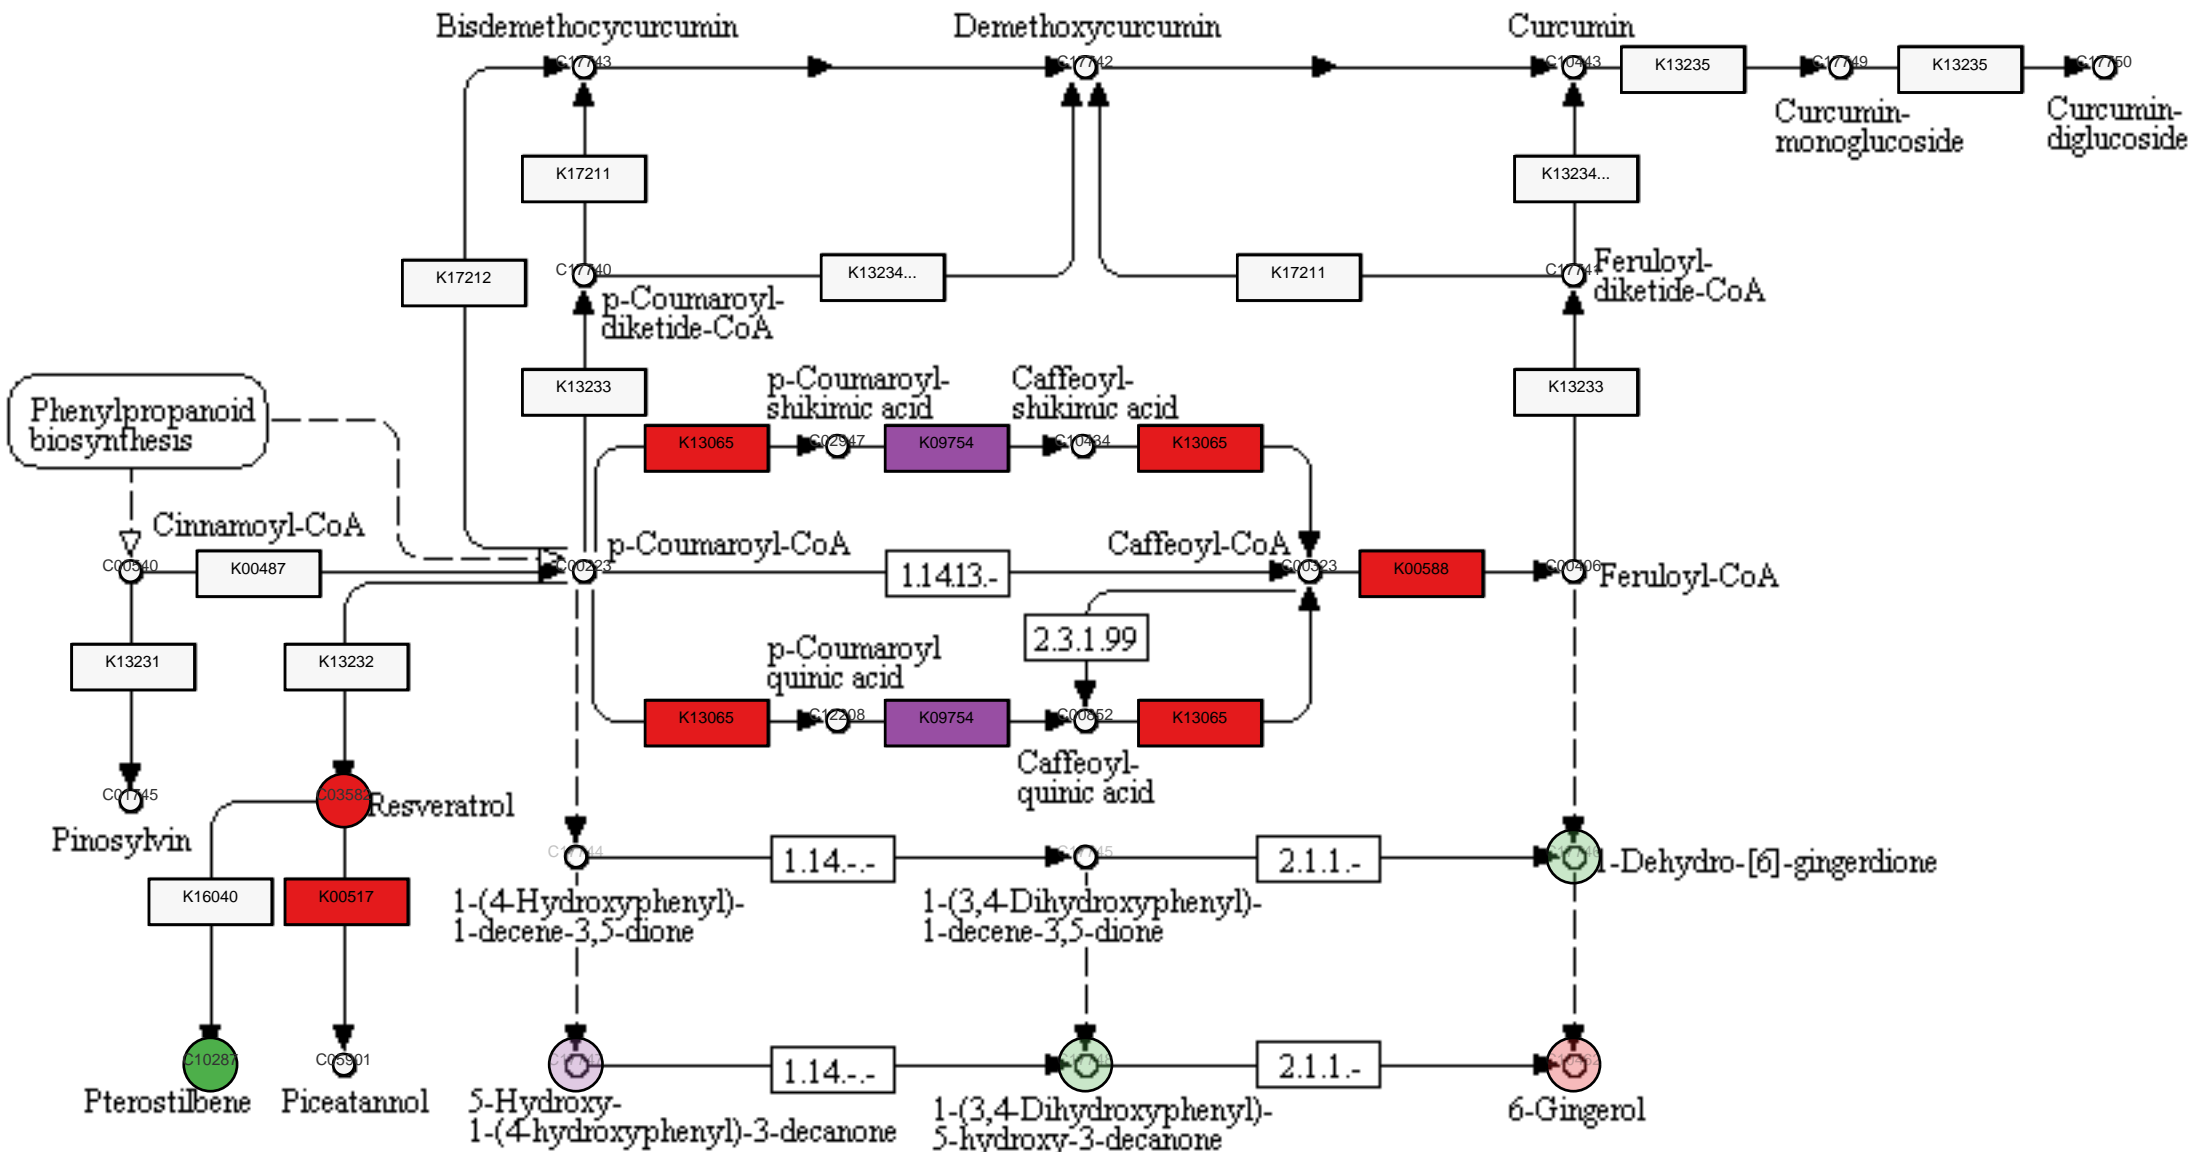 Bisdemethocycurcumin
Demethoxycurcumin
Curcumin
C17743
C17742
C10443
K13235
C17749
K13235
C17750
Curcumin-
monoglucoside
Curcumin-
diglucoside
K17211
K13234...
K17212
C17740
K13234...
K17211
C17741
Feruloyl-
diketide-CoA
p-Coumaroyl-
diketide-CoA
K13233
K13233
p-Coumaroyl-
shikimic acid
Caffeoyl-
shikimic acid
Phenylpropanoid
biosynthesis
K13065
C02947
K09754
C10434
K13065
Cinnamoyl-CoA
p-Coumaroyl-CoA
Caffeoyl-CoA
C00540
K00487
C00223
1.14.13.-
C00323
K00588
C00406
Feruloyl-CoA
2.3.1.99
K13231
K13232
p-Coumaroyl
quinic acid
K13065
C12208
K09754
C00852
K13065
Caffeoyl-
quinic acid
C01745
Pinosylvin
C03582
Resveratrol
C17744
1.14.-.-
C17745
2.1.1.-
1-Dehydro-[6]-gingerdione
K16040
K00517
1-(4-Hydroxyphenyl)-
1-decene-3,5-dione
1-(3,4-Dihydroxyphenyl)-
1-decene-3,5-dione
C10287
C05901
1.14.-.-
2.1.1.-
Pterostilbene
Piceatannol
5-Hydroxy-
1-(4-hydroxyphenyl)-3-decanone
1-(3,4-Dihydroxyphenyl)-
5-hydroxy-3-decanone
6-Gingerol